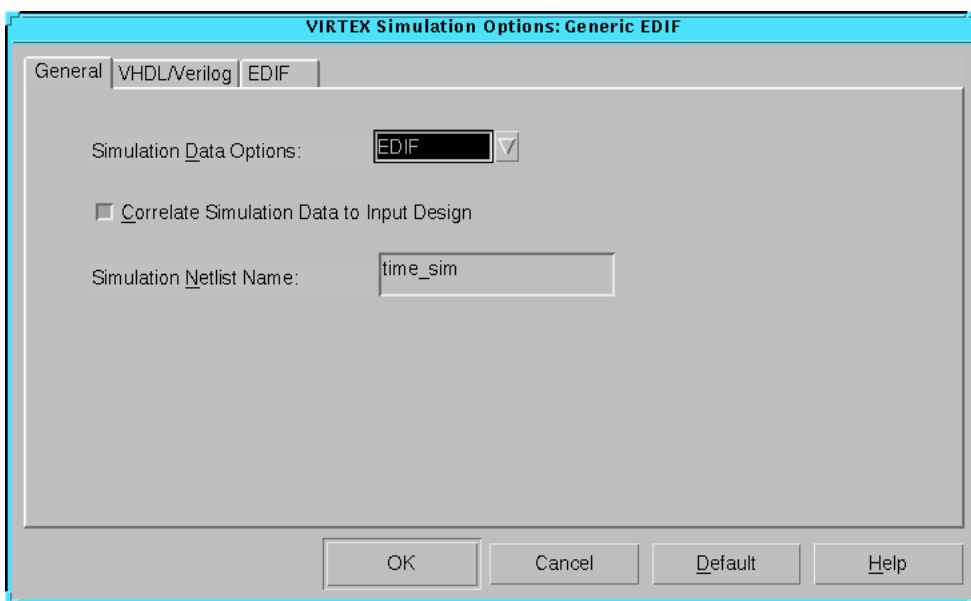 VIRTEX Simulation Options: Generic EDIF
General VHDL/Verilog EDIF
Simulation Data Options: EDIF
Correlate Simulation Data to Input Design
Simulation Netlist Name: time_sim
OK Cancel Default Help